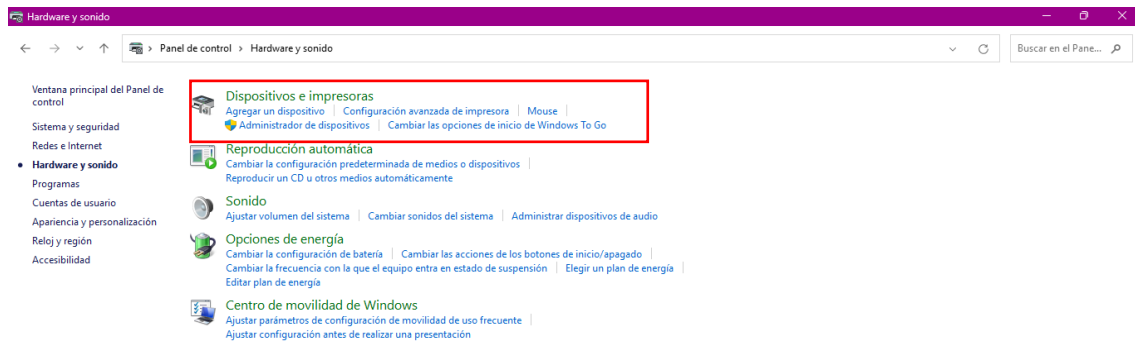 Hardware y sonido
Panel de control > Hardware y sonido
Buscar en el Pane...
Ventana principal del Panel de
control
Sistema y seguridad
Redes e Internet
Hardware y sonido
Programas
Cuentas de usuario
Apariencia y personalización
Reloj y región
Accesibilidad
Dispositivos e impresoras
Agregar un dispositivo | Configuración avanzada de impresora | Mouse |
Administrador de dispositivos | Cambiar las opciones de inicio de Windows To Go
Reproducción automática
Cambiar la configuración predeterminada de medios o dispositivos |
Reproducir un CD u otros medios automáticamente
Sonido
Ajustar volumen del sistema | Cambiar sonidos del sistema | Administrar dispositivos de audio
Opciones de energía
Cambiar la configuración de batería | Cambiar las acciones de los botones de inicio/apagado |
Cambiar la frecuencia con la que el equipo entra en estado de suspensión | Elegir un plan de energía |
Editar plan de energía
Centro de movilidad de Windows
Ajustar parámetros de configuración de movilidad de uso frecuente |
Ajustar configuración antes de realizar una presentación